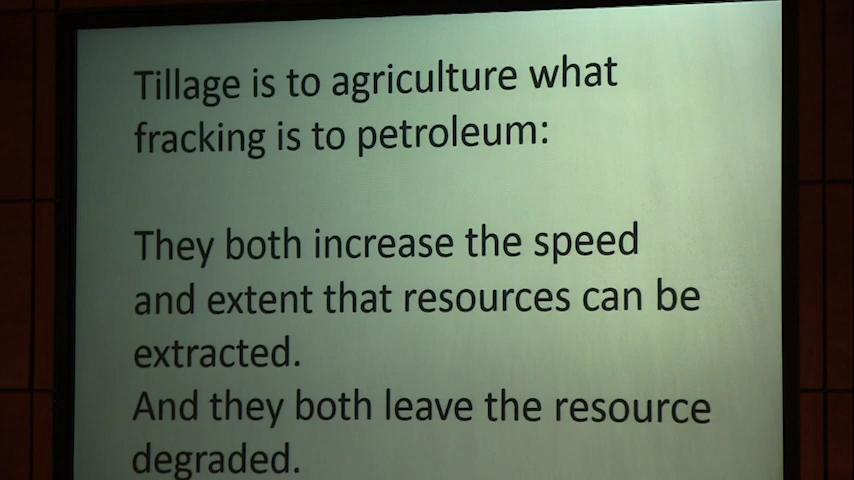 Tillage is to agriculture what
fracking is to petroleum:
They both increase the speed
and extent that resources can be
extracted.
And they both leave the resource
degraded.